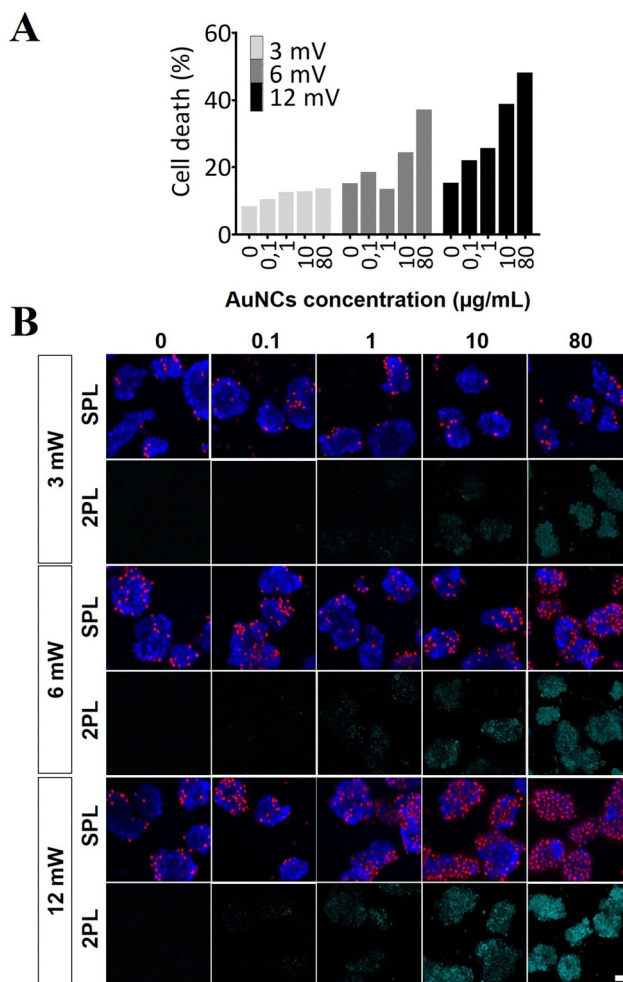 A
60
40
20
0
Cell death (%)
3 mV
6 mV
12 mV
0 0,1 1 10 80 0 0,1 1 10 80 0 0,1 1 10 80
AuNCs concentration (µg/mL)
B
0 0.1 1 10 80
3 mW
SPL
2PL
6 mW
SPL
2PL
12 mW
SPL
2PL